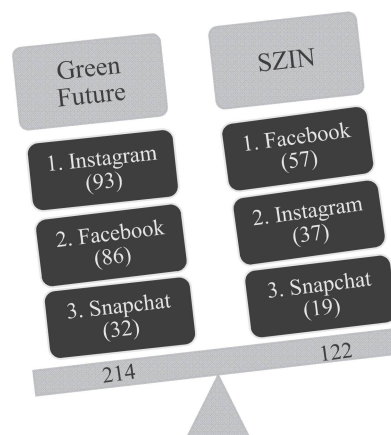 Green
Future
1. Instagram
(93)
2. Facebook
(86)
3. Snapchat
(32)
214
SZIN
1. Facebook
(57)
2. Instagram
(37)
3. Snapchat
(19)
122